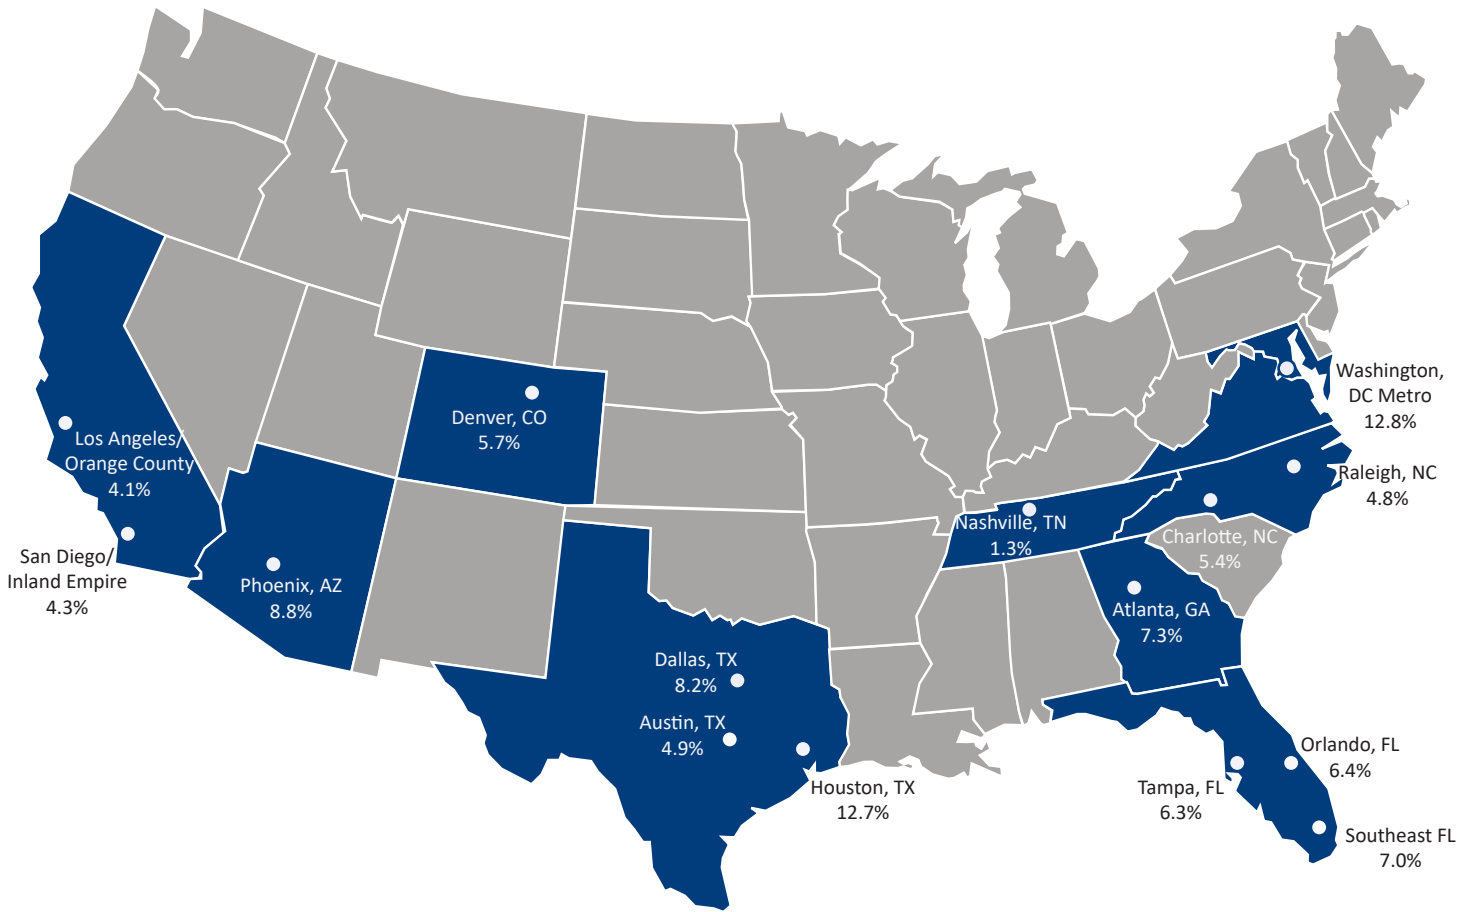 Washington,
DC Metro
12.8%
Denver, CO
5.7%
Los Angeles/
Orange County
4.1%
Raleigh, NC
4.8%
Nashville, TN
1.3%
Charlotte, NC
5.4%
San Diego/
Inland Empire
4.3%
Phoenix, AZ
8.8%
Atlanta, GA
7.3%
Dallas, TX
8.2%
Austin, TX
4.9%
Houston, TX
12.7%
Orlando, FL
6.4%
Tampa, FL
6.3%
Southeast FL
7.0%